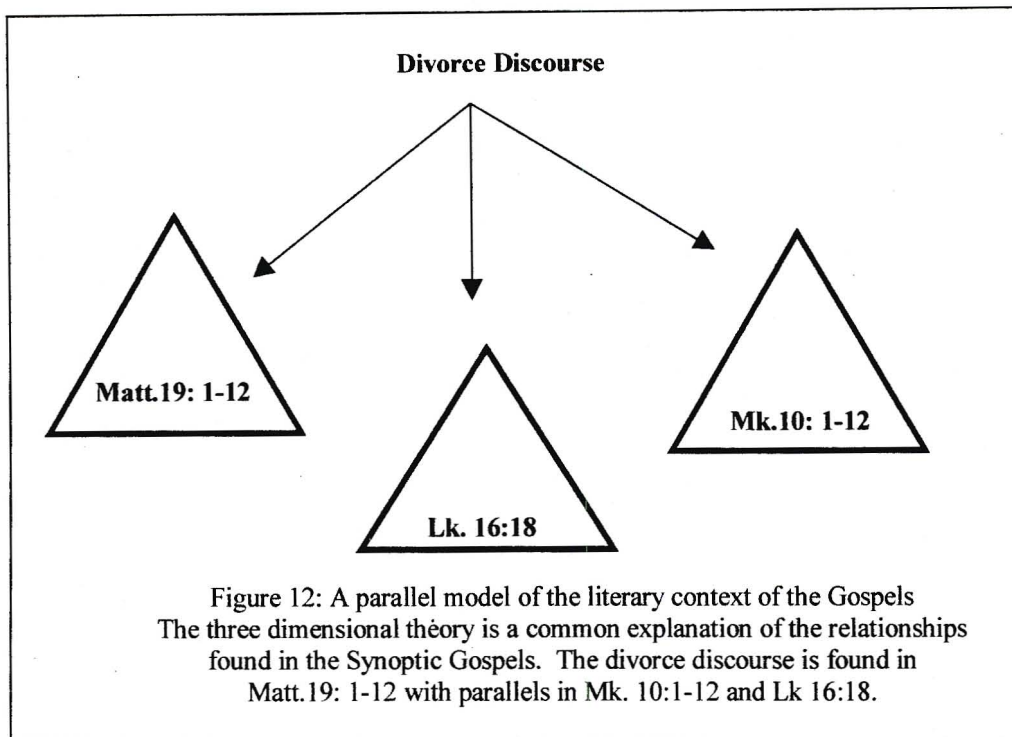 Divorce Discourse
Matt.19: 1-12
Mk.10: 1-12
Lk. 16:18
Figure 12: A parallel model of the literary context of the Gospels
The three dimensional theory is a common explanation of the relationships
found in the Synoptic Gospels. The divorce discourse is found in
Matt.19: 1-12 with parallels in Mk. 10:1-12 and Lk 16:18.